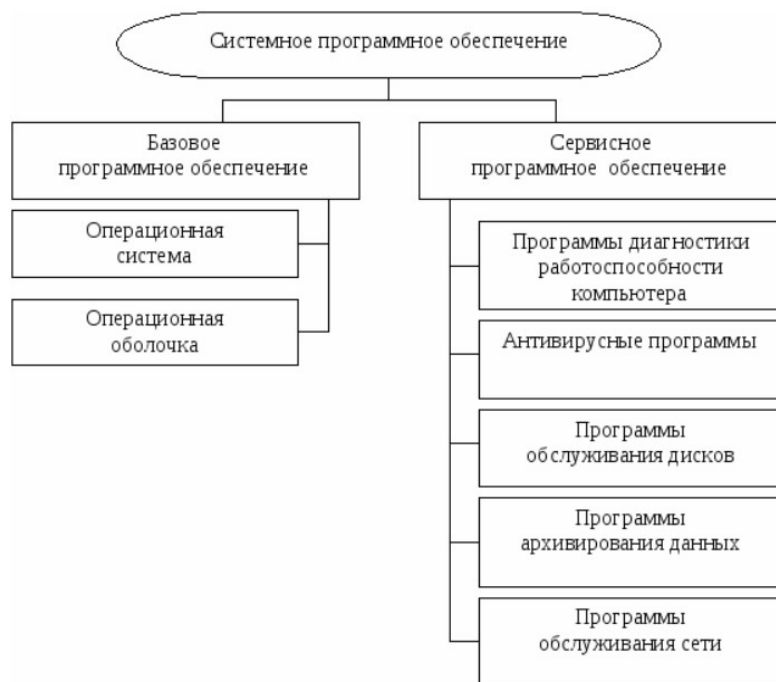 Системное программное обеспечение
Базовое
программное обеспечение
Операционная
система
Операционная
оболочка
Сервисное
программное обеспечение
Программы диагностики
работоспособности
компьютера
Антивирусные программы
Программы
обслуживания дисков
Программы
архивирования данных
Программы
обслуживания сети